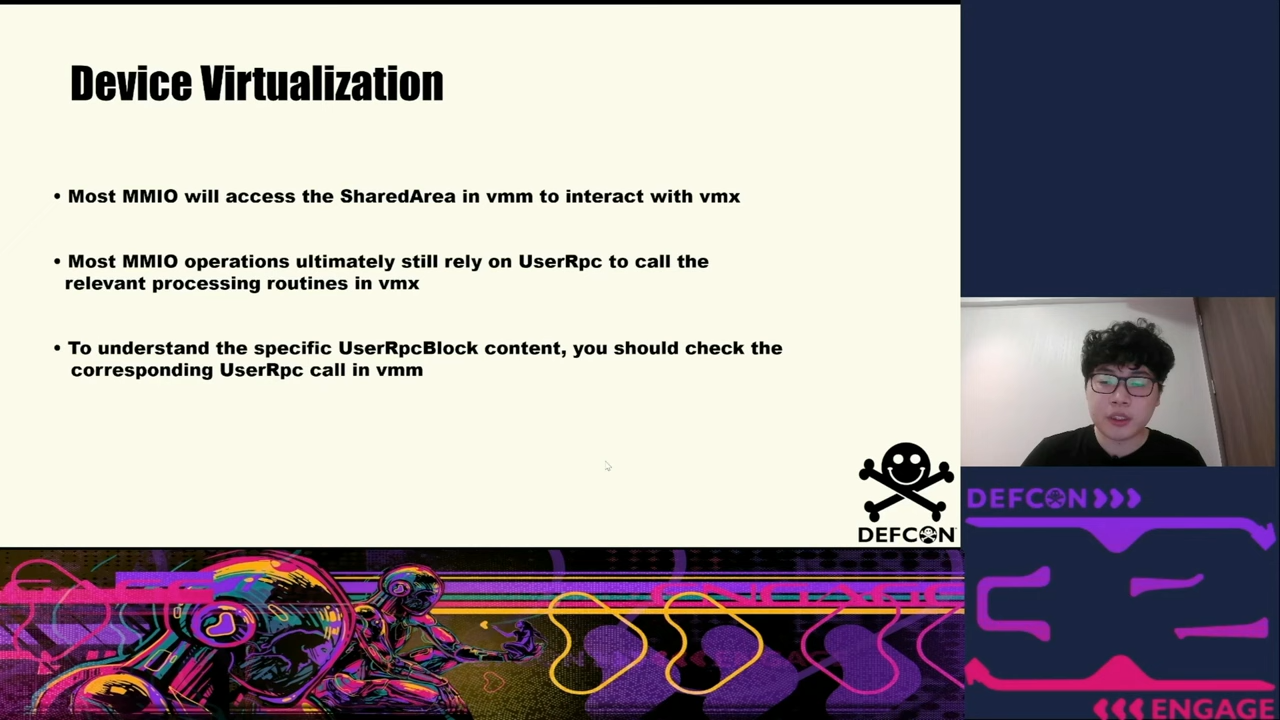 Device Virtualization
• Most MMIO will access the SharedArea in vmm to interact with vmx
• Most MMIO operations ultimately still rely on UserRpc to call the
relevant processing routines in vmx
• To understand the specific UserRpcBlock content, you should check the
corresponding UserRpc call in vmm
DEFCON
DEFCON
ENGAGE